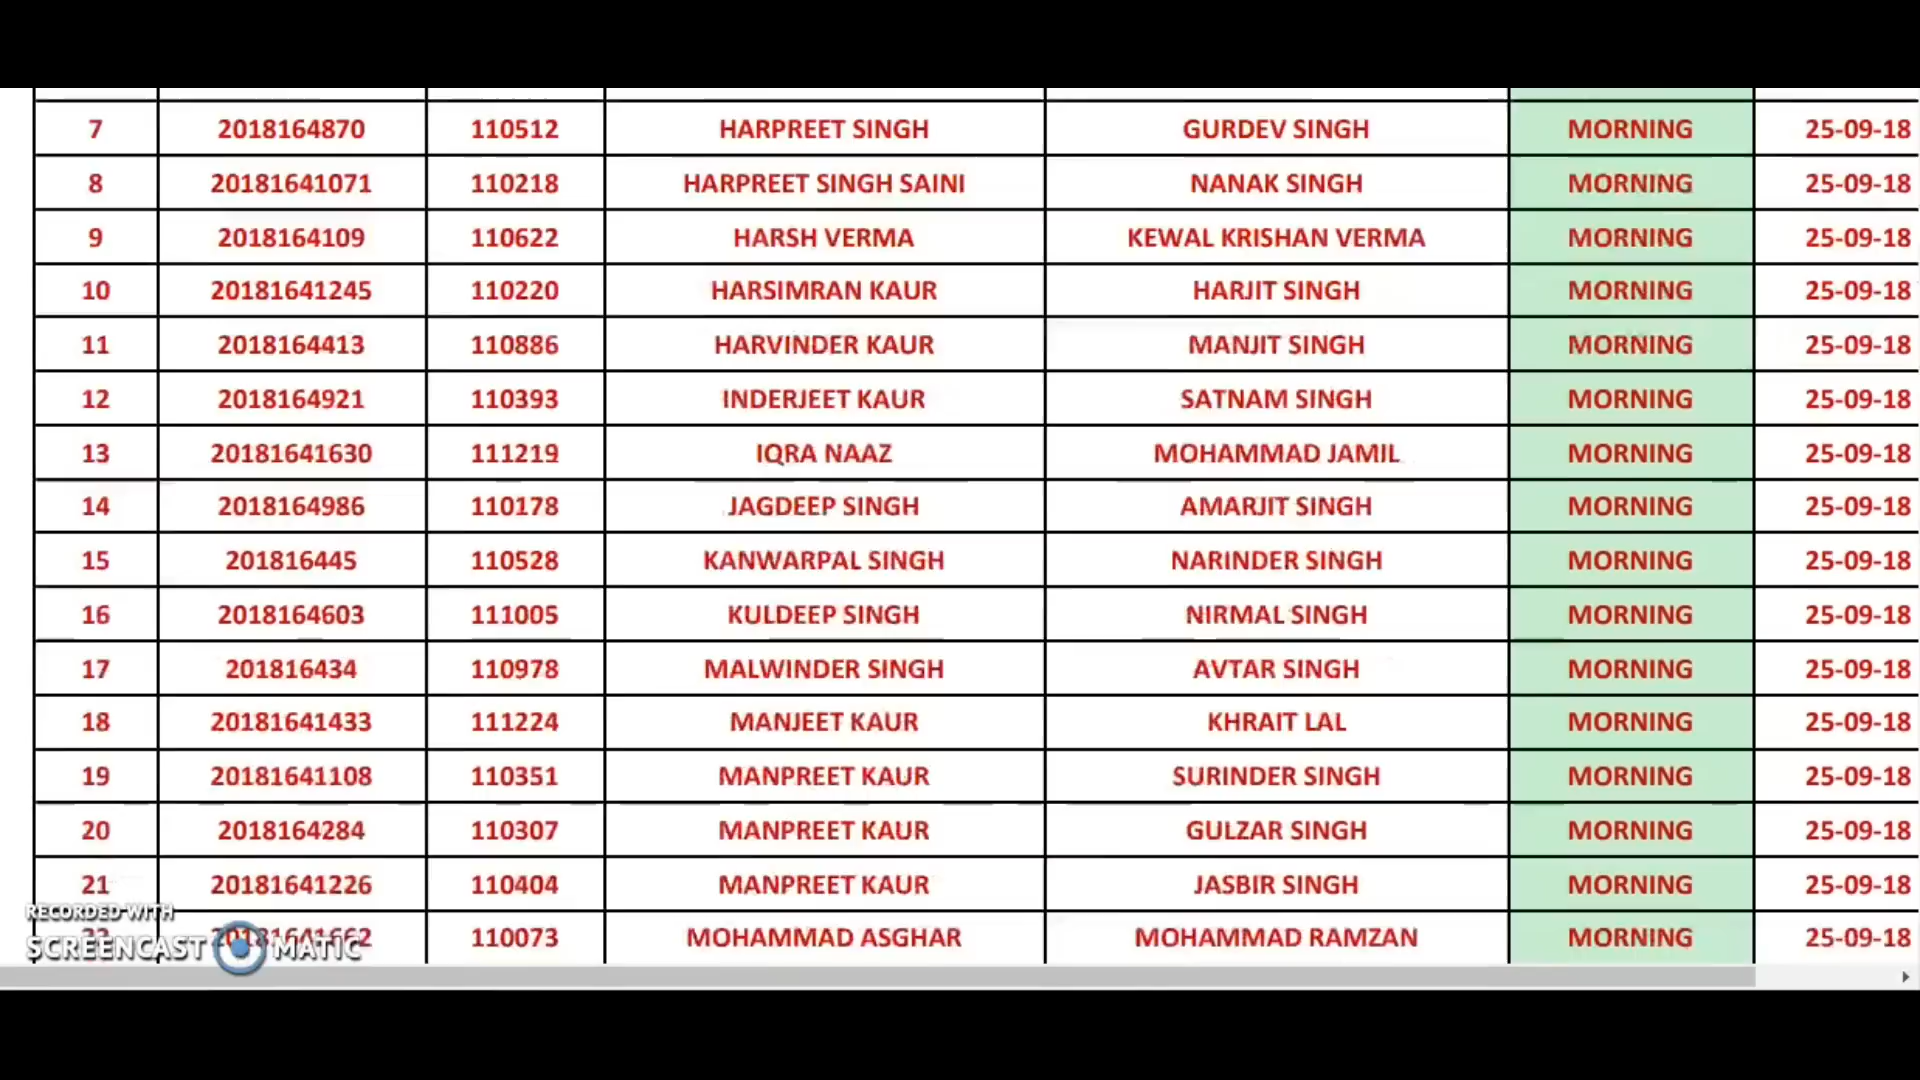 7 2018164870 110512 HARPREET SINGH GURDEV SINGH MORNING 25-09-18
8 20181641071 110218 HARPREET SINGH SAINI NANAK SINGH MORNING 25-09-18
9 2018164109 110622 HARSH VERMA KEWAL KRISHAN VERMA MORNING 25-09-18
10 20181641245 110220 HARSIMRAN KAUR HARJIT SINGH MORNING 25-09-18
11 2018164413 110886 HARVINDER KAUR MANJIT SINGH MORNING 25-09-18
12 2018164921 110393 INDERJEET KAUR SATNAM SINGH MORNING 25-09-18
13 20181641630 111219 IQRA NAAZ MOHAMMAD JAMIL MORNING 25-09-18
14 2018164986 110178 JAGDEEP SINGH AMARJIT SINGH MORNING 25-09-18
15 201816445 110528 KANWARPAL SINGH NARINDER SINGH MORNING 25-09-18
16 2018164603 111005 KULDEEP SINGH NIRMAL SINGH MORNING 25-09-18
17 201816434 110978 MALWINDER SINGH AVTAR SINGH MORNING 25-09-18
18 20181641433 111224 MANJEET KAUR KHRAIT LAL MORNING 25-09-18
19 20181641108 110351 MANPREET KAUR SURINDER SINGH MORNING 25-09-18
20 2018164284 110307 MANPREET KAUR GULZAR SINGH MORNING 25-09-18
21 20181641226 110404 MANPREET KAUR JASBIR SINGH MORNING 25-09-18
RECORDED WITH
110073 MOHAMMAD ASGHAR MOHAMMAD RAMZAN MORNING 25-09-18
SCREENCAST MATIC